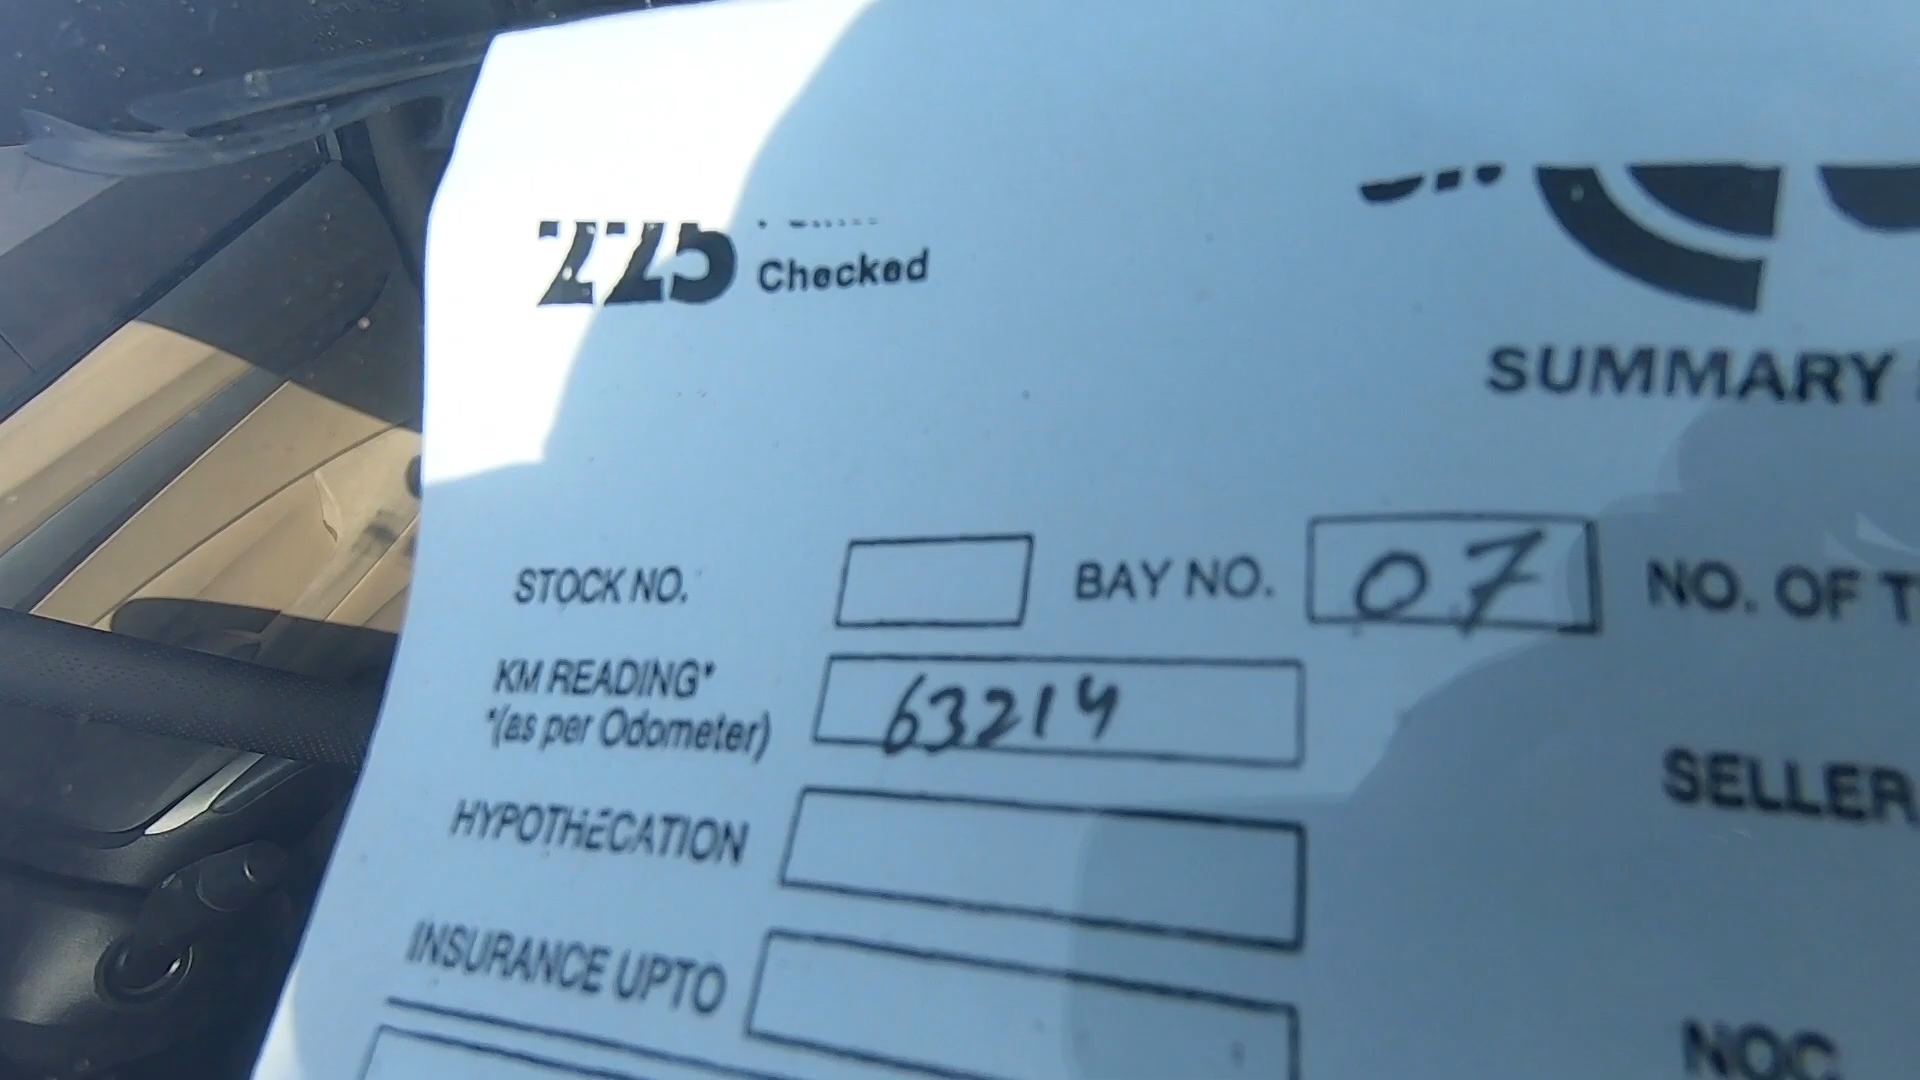 225
Checked
SUMMARY
STOCK NO. BAY NO. 07 NO. OF
KM READING* 63214
*(as per Odometer)
HYPOTHECATION
SELLER
INSURANCE UPTO
NOC